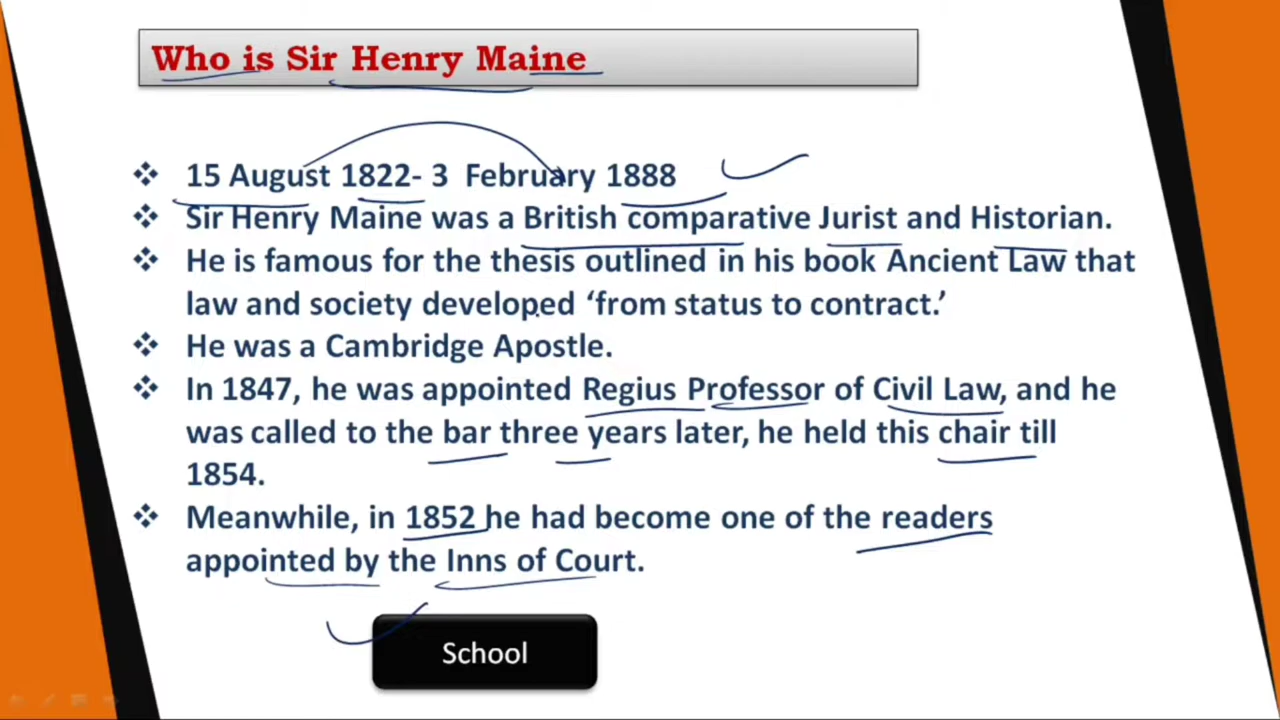 Who is Sir Henry Maine
❖ 15 August 1822- 3 February 1888
❖ Sir Henry Maine was a British comparative Jurist and Historian.
❖ He is famous for the thesis outlined in his book Ancient Law that
law and society developed ‘from status to contract.’
❖ He was a Cambridge Apostle.
❖ In 1847, he was appointed Regius Professor of Civil Law, and he
was called to the bar three years later, he held this chair till
1854.
❖ Meanwhile, in 1852 he had become one of the readers
appointed by the Inns of Court.
School